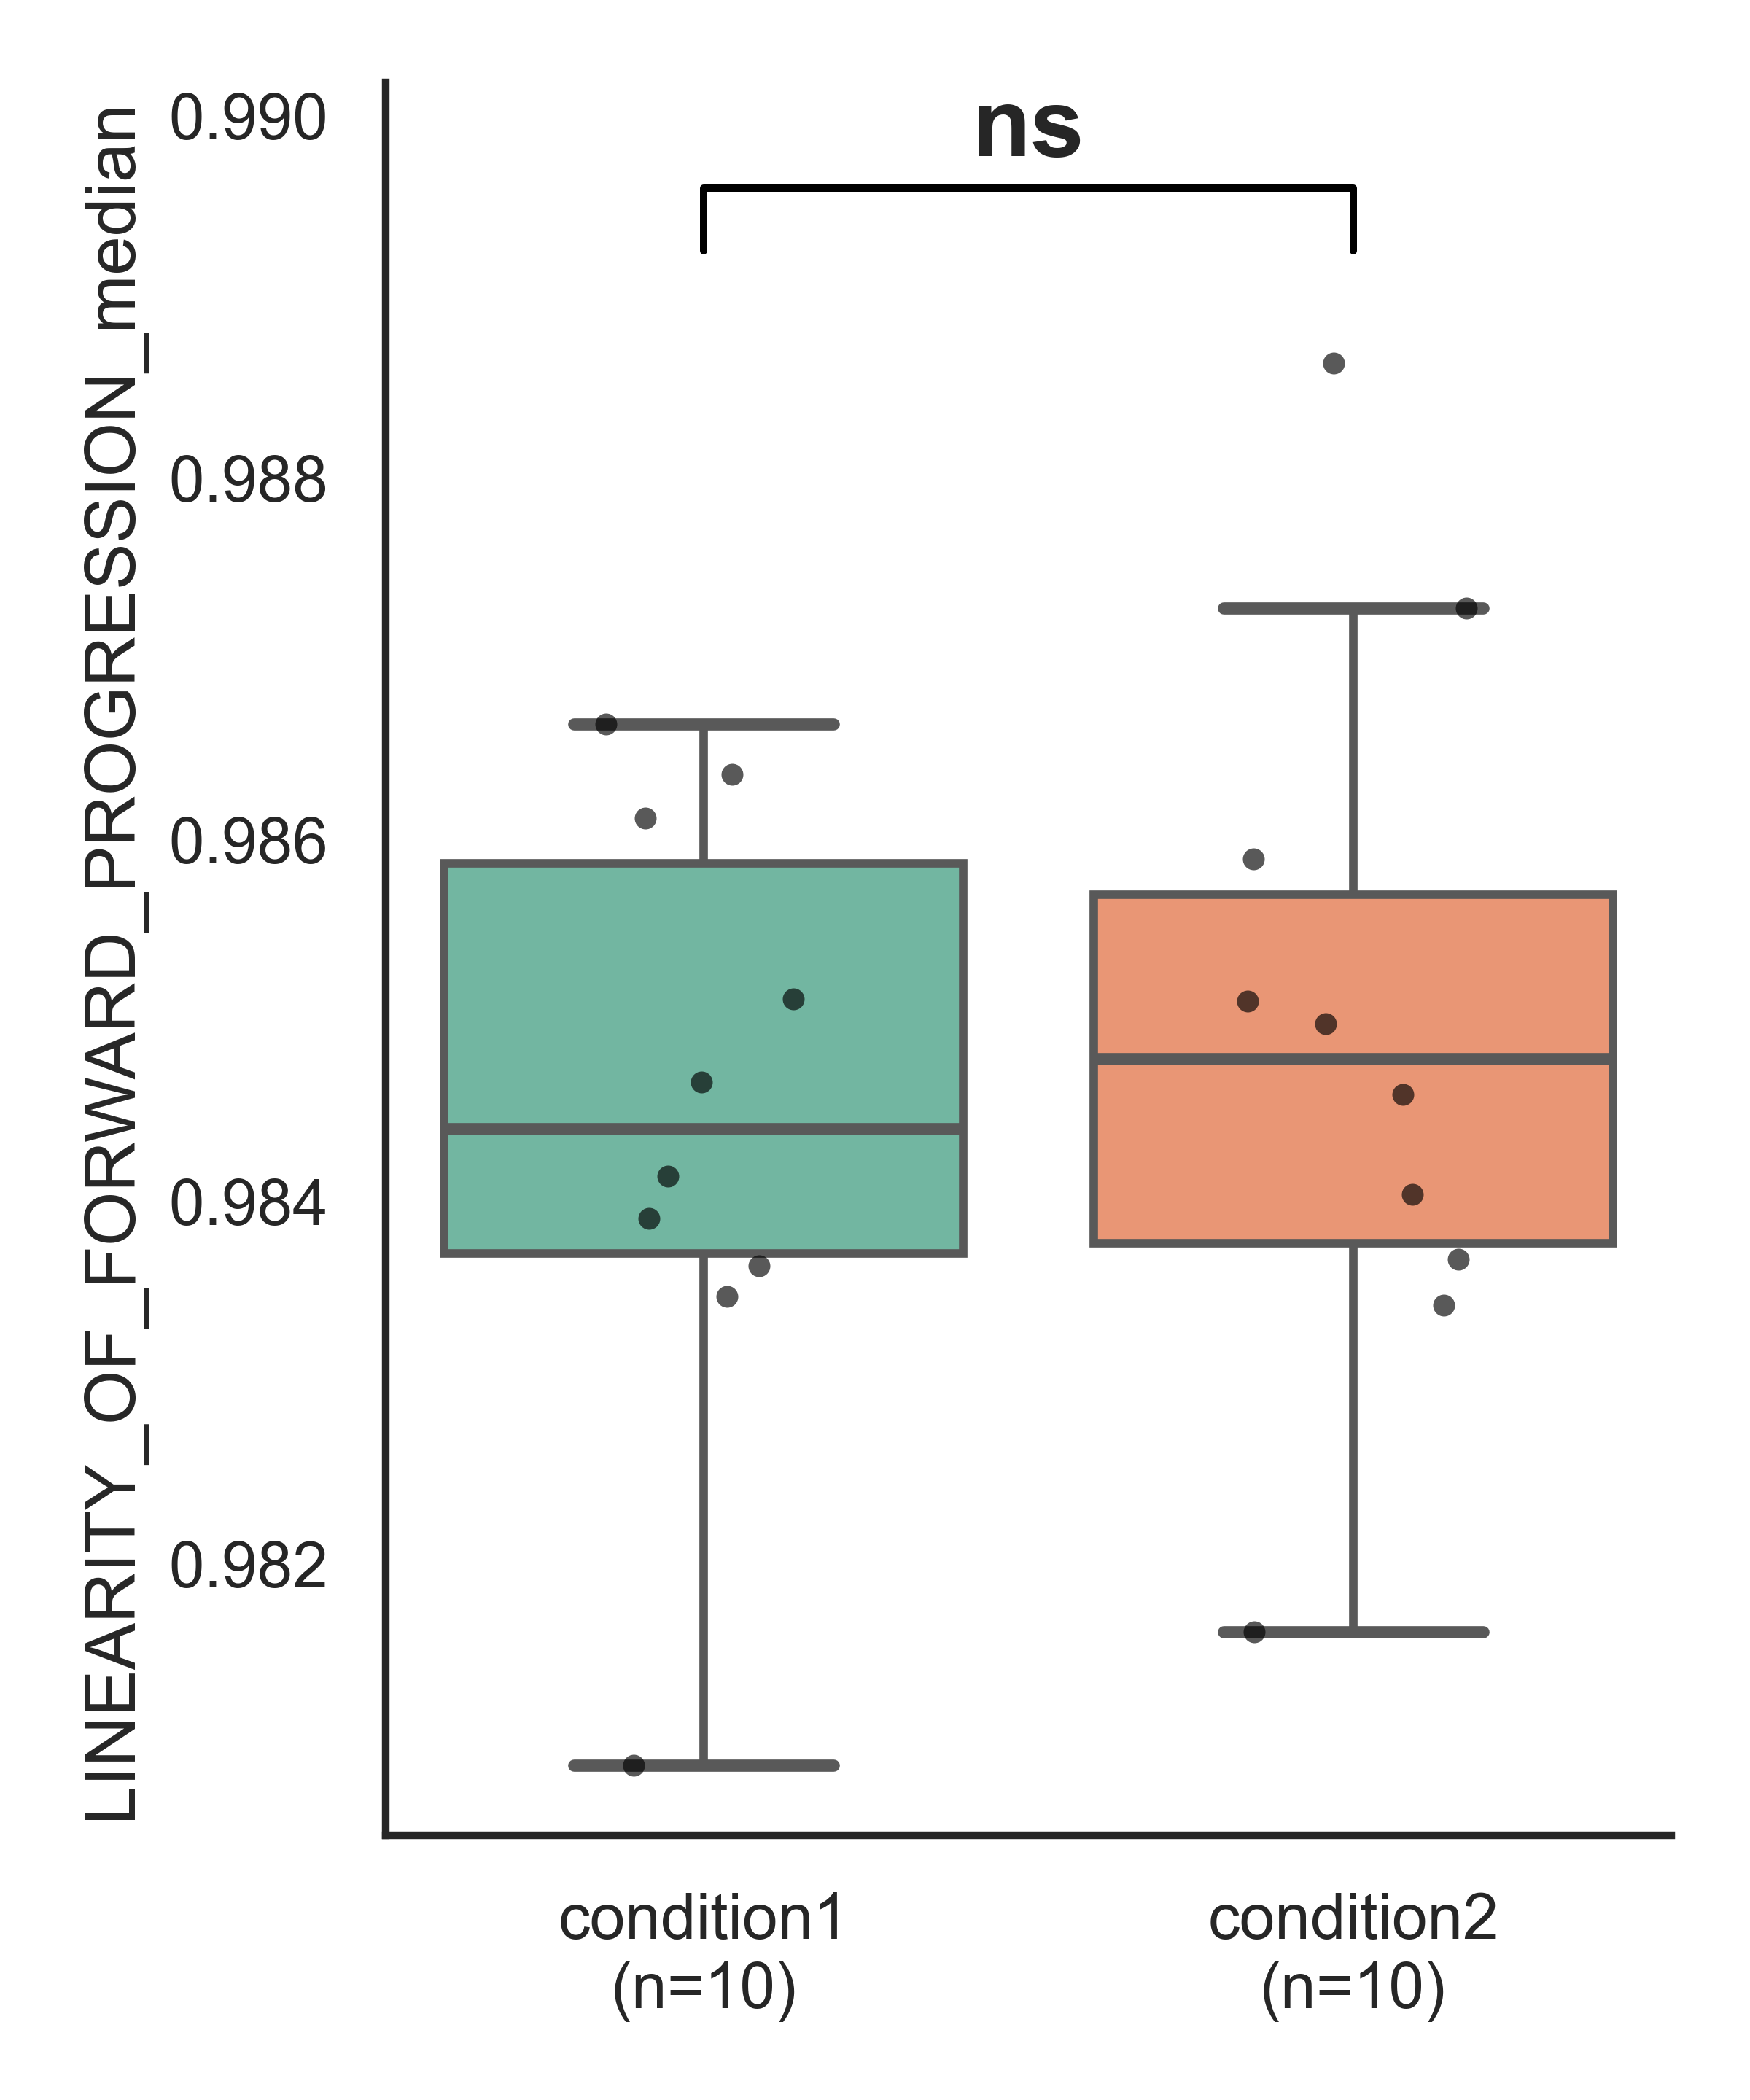 LINEARITY_OF_FORWARD_PROGRESSION_median
0.990
0.988
0.986
0.984
0.982
ns
condition1
(n=10)
condition2
(n=10)